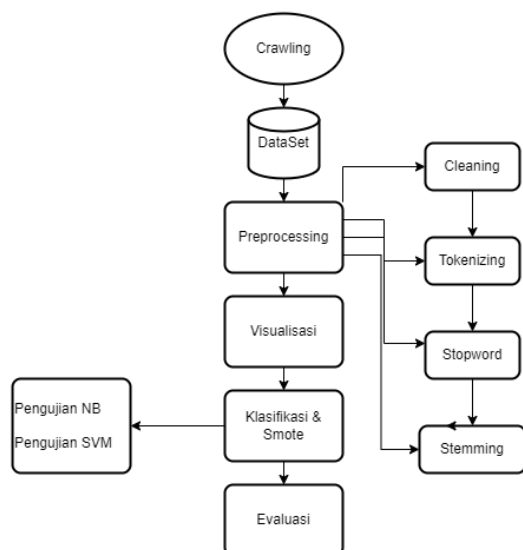 Crawling
DataSet
Preprocessing
Cleaning
Tokenizing
Visualisasi
Stopword
Klasifikasi &
Smote
Pengujian NB
Pengujian SVM
Stemming
Evaluasi